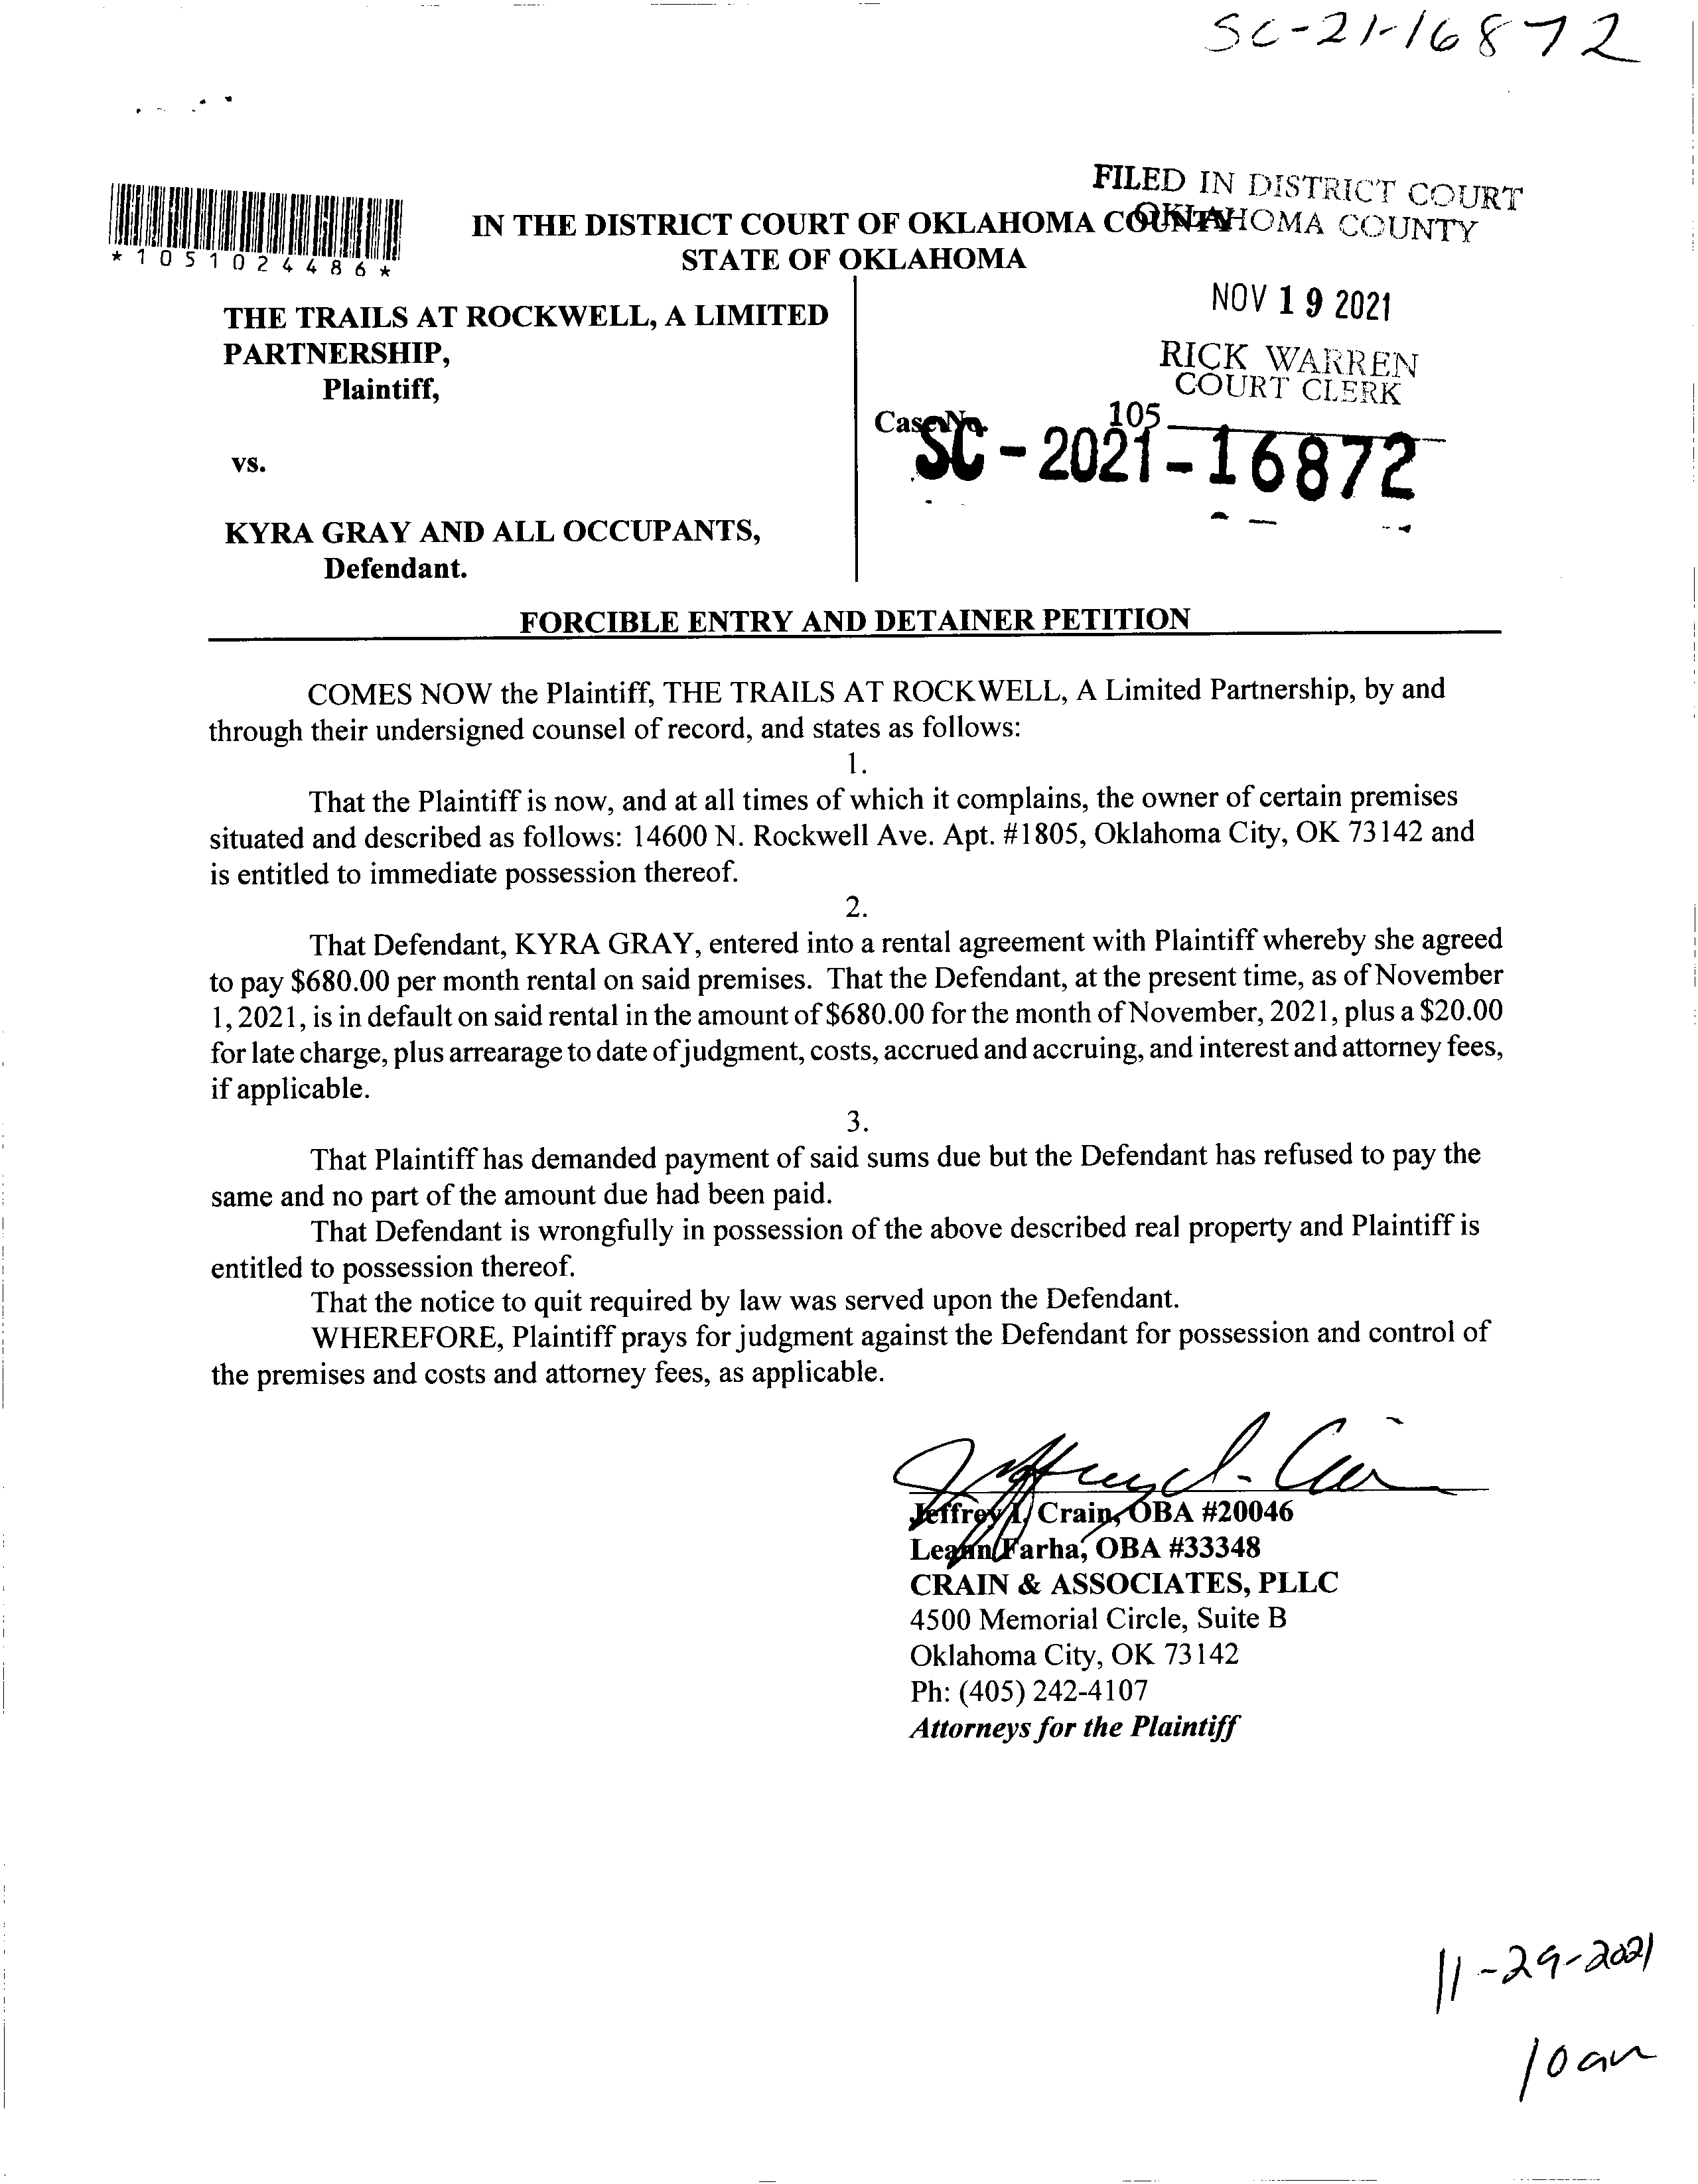 SC-21-16872
FILED IN DISTRICT COURT
OKLAHOMA COUNTY
*1051024486*
IN THE DISTRICT COURT OF OKLAHOMA COUNTY
STATE OF OKLAHOMA
NOV 19 2021
RICK WARREN
COURT CLERK
105
THE TRAILS AT ROCKWELL, A LIMITED
PARTNERSHIP,
Plaintiff,
Case No.
SC-2021-16872
vs.
KYRA GRAY AND ALL OCCUPANTS,
Defendant.
FORCIBLE ENTRY AND DETAINER PETITION
COMES NOW the Plaintiff, THE TRAILS AT ROCKWELL, A Limited Partnership, by and
through their undersigned counsel of record, and states as follows:
1.
That the Plaintiff is now, and at all times of which it complains, the owner of certain premises
situated and described as follows: 14600 N. Rockwell Ave. Apt. #1805, Oklahoma City, OK 73142 and
is entitled to immediate possession thereof.
2.
That Defendant, KYRA GRAY, entered into a rental agreement with Plaintiff whereby she agreed
to pay $680.00 per month rental on said premises. That the Defendant, at the present time, as of November
1, 2021, is in default on said rental in the amount of $680.00 for the month of November, 2021, plus a $20.00
for late charge, plus arrearage to date of judgment, costs, accrued and accruing, and interest and attorney fees,
if applicable.
3.
That Plaintiff has demanded payment of said sums due but the Defendant has refused to pay the
same and no part of the amount due had been paid.
That Defendant is wrongfully in possession of the above described real property and Plaintiff is
entitled to possession thereof.
That the notice to quit required by law was served upon the Defendant.
WHEREFORE, Plaintiff prays for judgment against the Defendant for possession and control of
the premises and costs and attorney fees, as applicable.
Jeffrey I. Crain, OBA #20046
Leann Farha, OBA #33348
CRAIN & ASSOCIATES, PLLC
4500 Memorial Circle, Suite B
Oklahoma City, OK 73142
Ph: (405) 242-4107
Attorneys for the Plaintiff
11-29-2021
10am